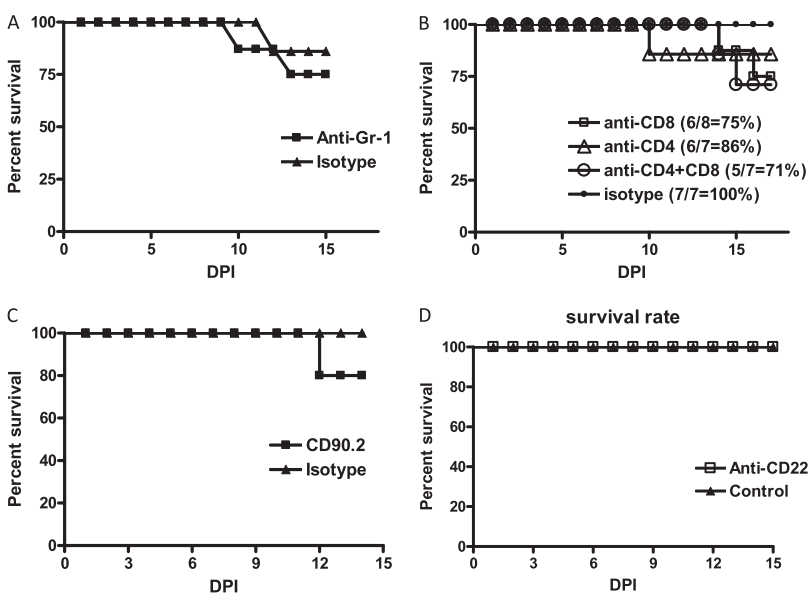 A
Percent survival
100
75
50
25
0
0 5 10 15
DPI
Anti-Gr-1
Isotype
B
Percent survival
100
75
50
25
0
0 5 10 15
DPI
anti-CD8 (6/8=75%)
anti-CD4 (6/7=86%)
anti-CD4+CD8 (5/7=71%)
isotype (7/7=100%)
C
Percent survival
100
80
60
40
20
0
0 3 6 9 12 15
DPI
CD90.2
Isotype
D
survival rate
Percent survival
100
80
60
40
20
0
0 3 6 9 12 15
DPI
Anti-CD22
Control